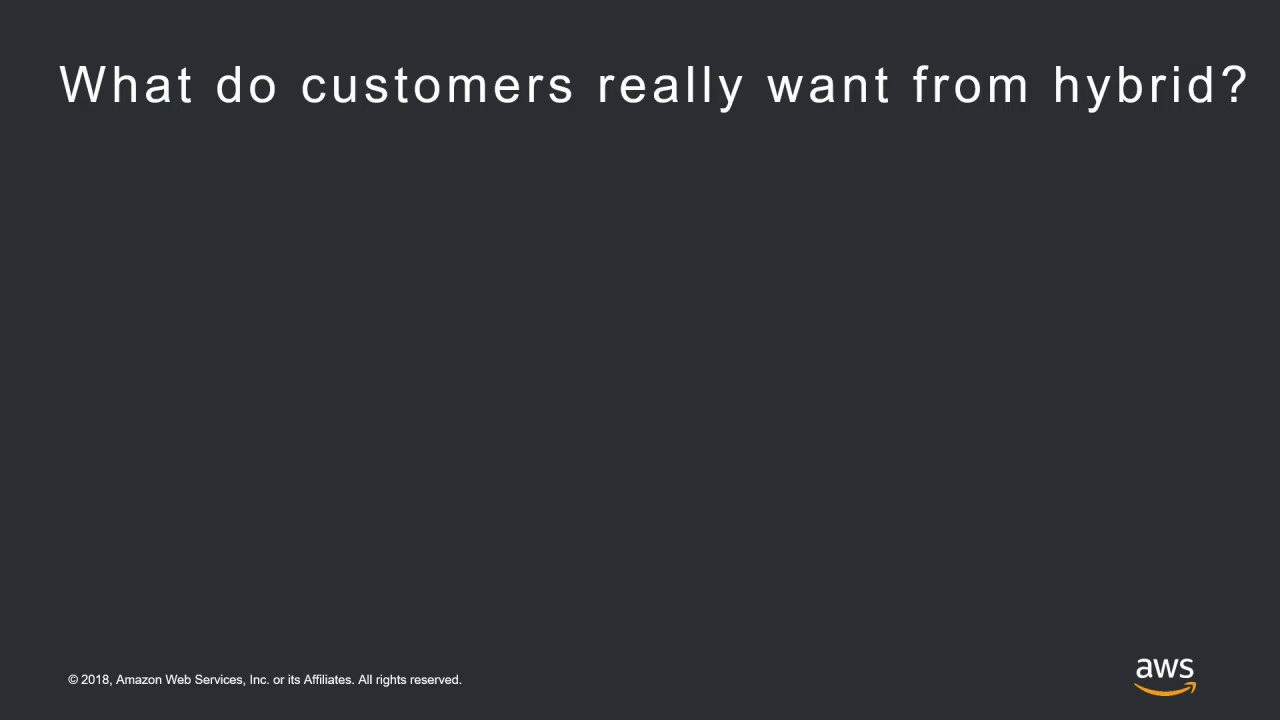 What do customers really want from hybrid?
© 2018, Amazon Web Services, Inc. or its Affiliates. All rights reserved.
aws